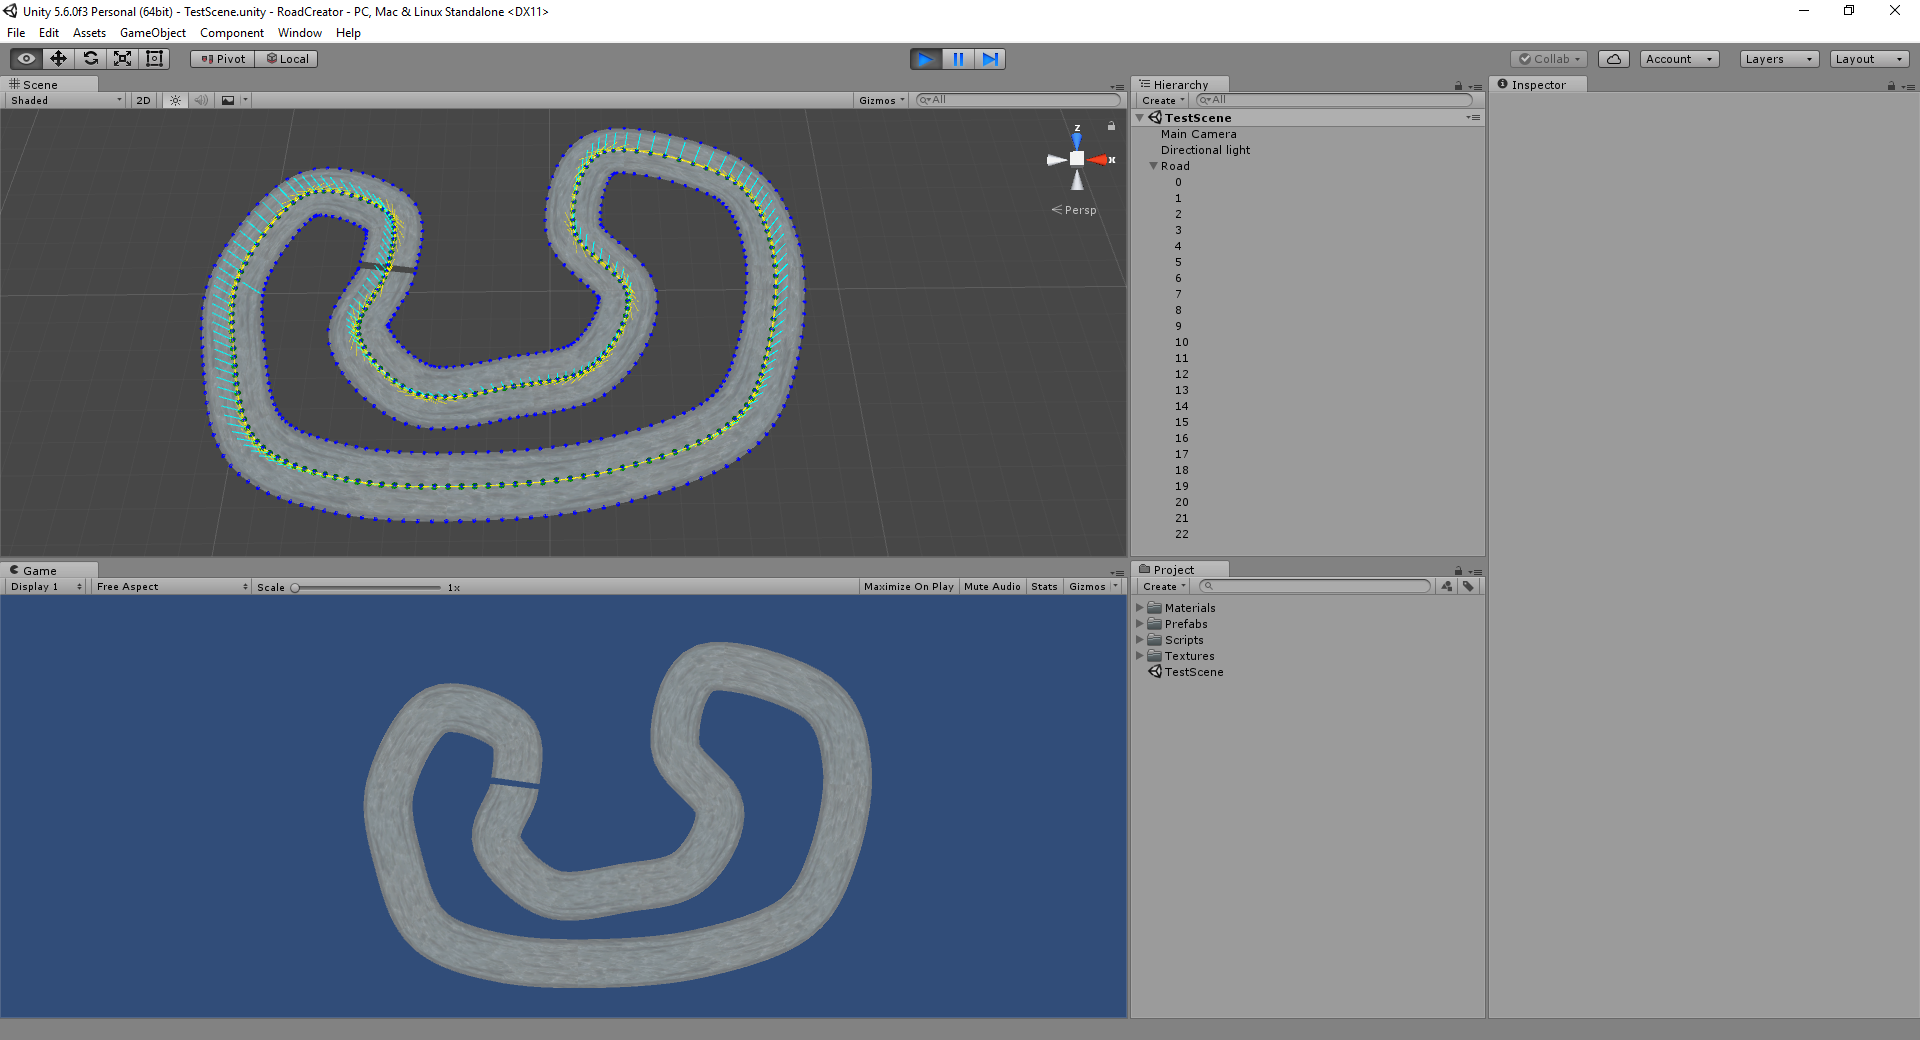 Unity 5.6.0f3 Personal (64bit) - TestScene.unity - RoadCreator - PC, Mac & Linux Standalone <DX11>
File Edit Assets GameObject Component Window Help
Pivot Local Collab Account Layers Layout
Scene
Shaded 2D Gizmos All
z
x
Persp
Hierarchy
Create All
TestScene
Main Camera
Directional light
Road
0
1
2
3
4
5
6
7
8
9
10
11
12
13
14
15
16
17
18
19
20
21
22
Inspector
Game
Display 1 Free Aspect Scale 1x Maximize On Play Mute Audio Stats Gizmos
Project
Create
Materials
Prefabs
Scripts
Textures
TestScene